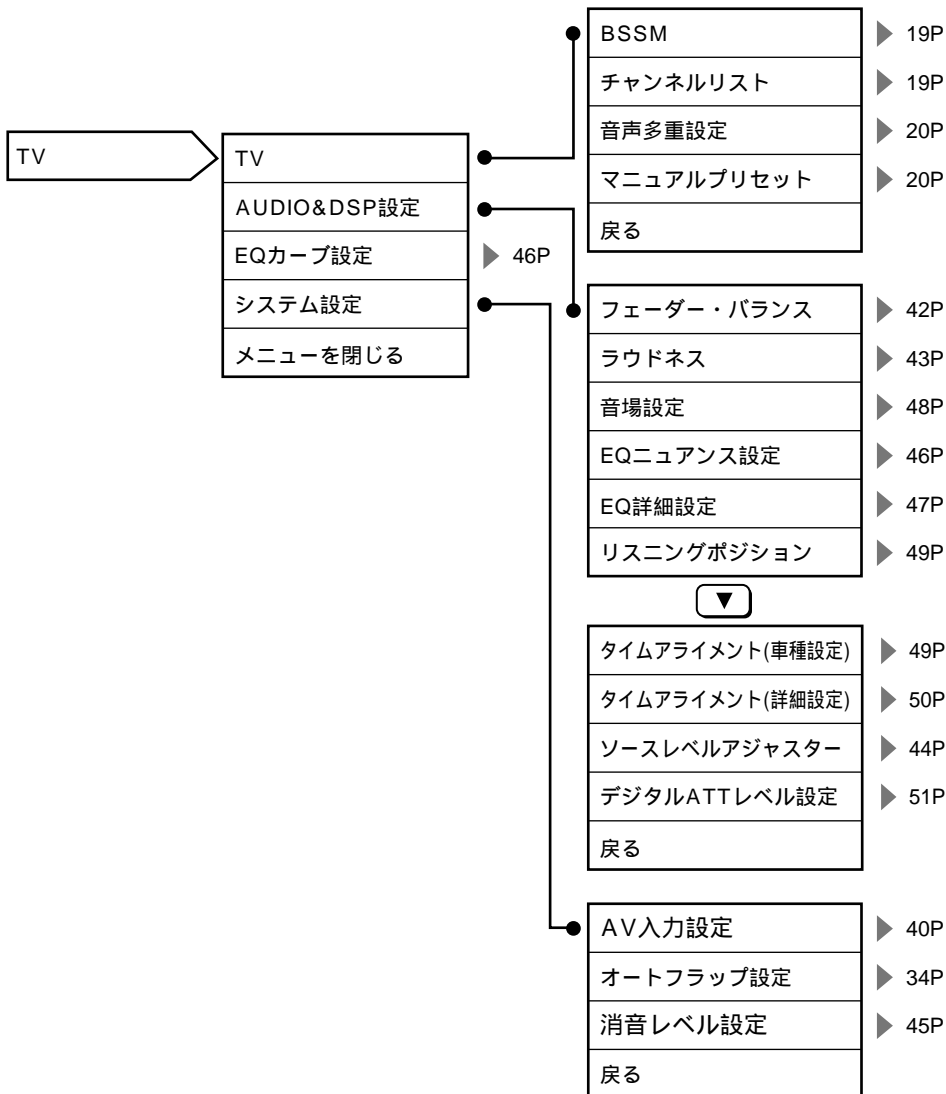 TV
TV
AUDIO&DSP設定
EQカーブ設定
46P
システム設定
メニューを閉じる
BSSM
19P
チャンネルリスト
19P
音声多重設定
20P
マニュアルプリセット
20P
戻る
フェーダー・バランス
42P
ラウドネス
43P
音場設定
48P
EQニュアンス設定
46P
EQ詳細設定
47P
リスニングポジション
49P
▼
タイムアライメント(車種設定)
49P
タイムアライメント(詳細設定)
50P
ソースレベルアジャスター
44P
デジタルATTレベル設定
51P
戻る
AV入力設定
40P
オートフラップ設定
34P
消音レベル設定
45P
戻る